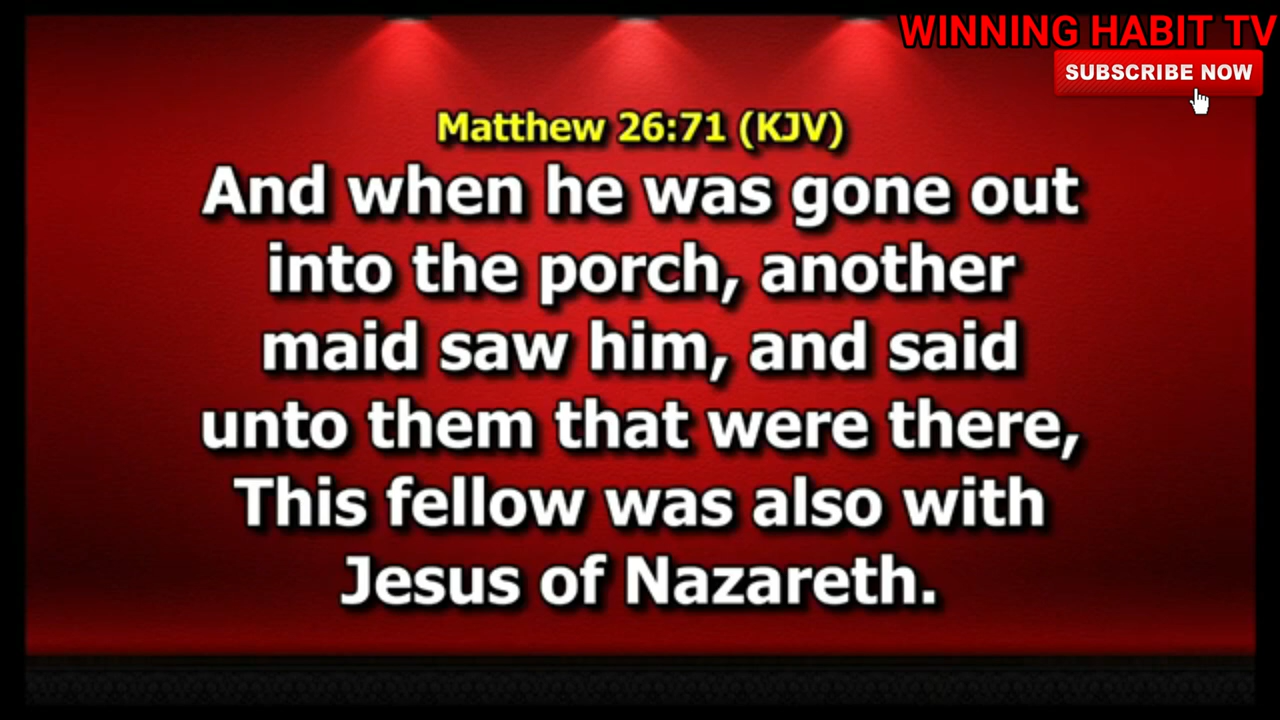 WINNING HABIT TV
SUBSCRIBE NOW
Matthew 26:71 (KJV)
And when he was gone out
into the porch, another
maid saw him, and said
unto them that were there,
This fellow was also with
Jesus of Nazareth.